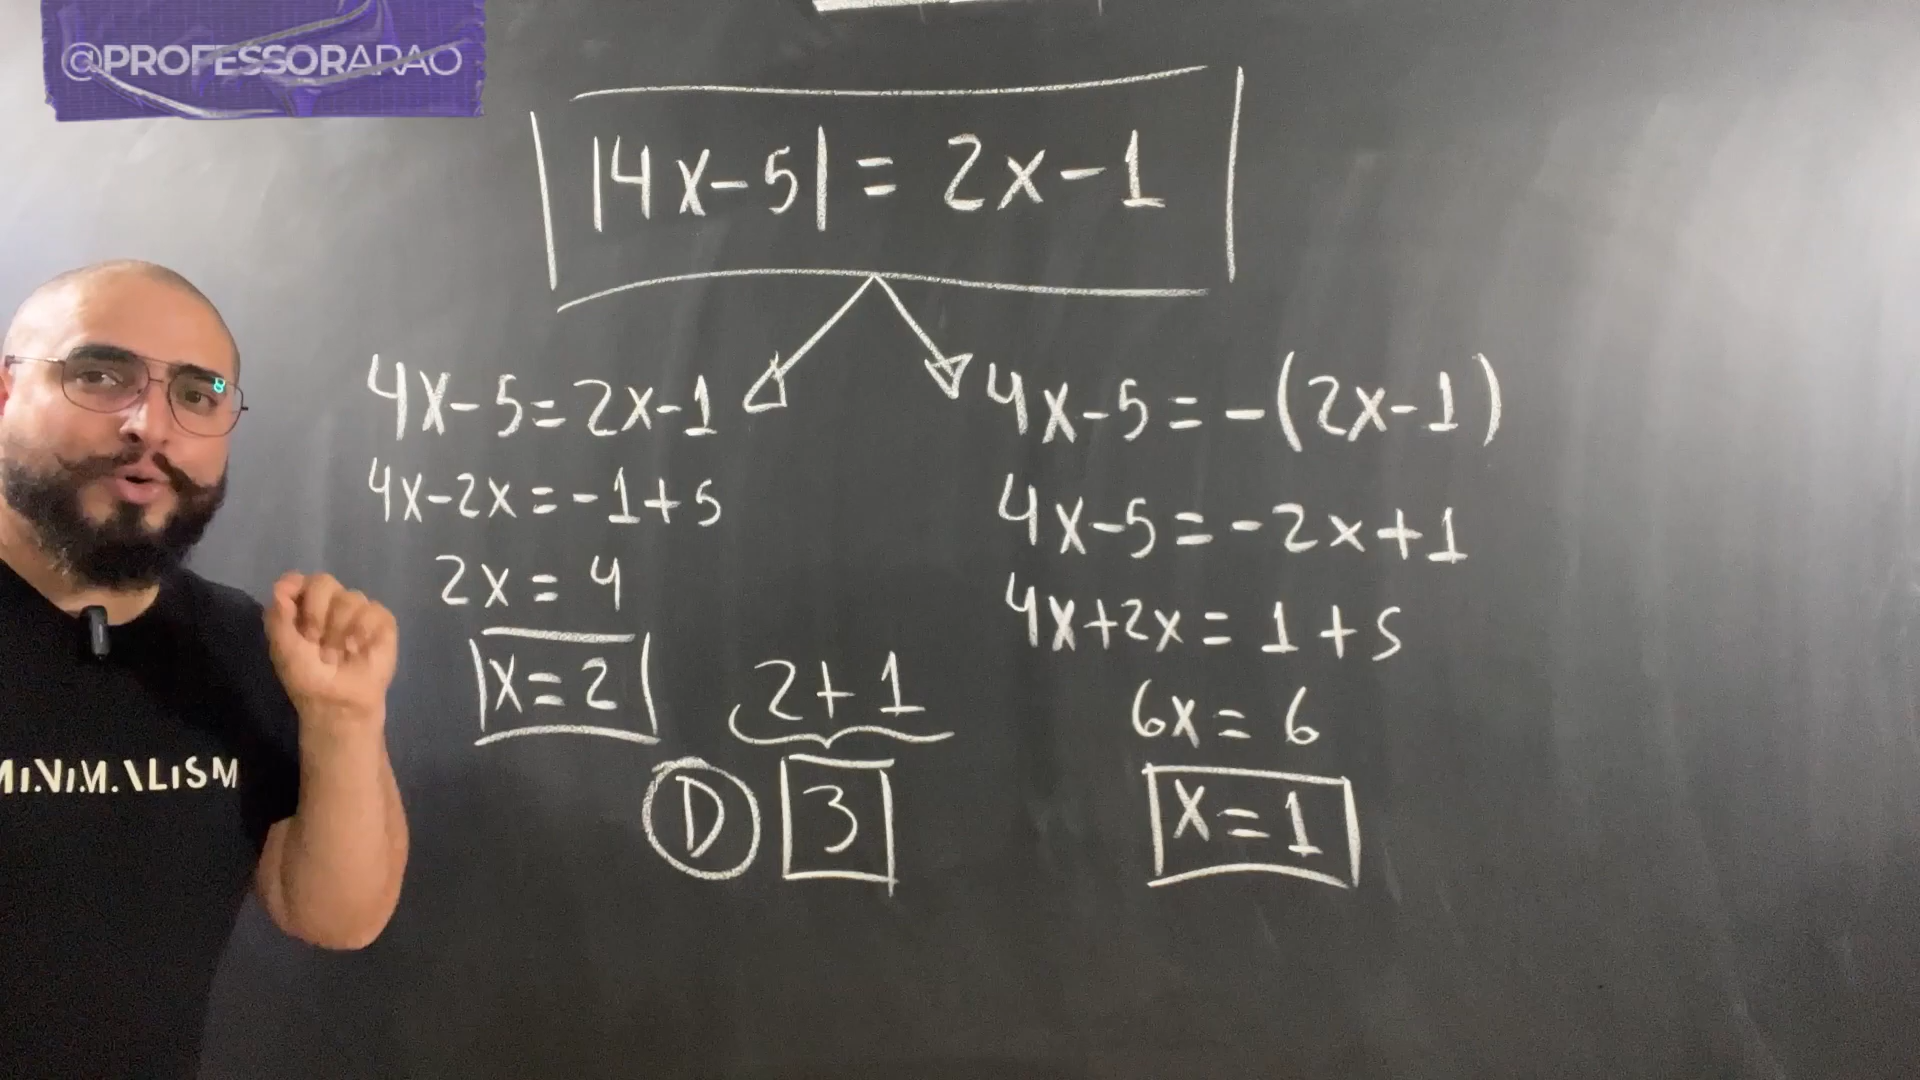 @PROFESSORARAO
|4x-5| = 2x-1
4x-5=2x-1
4x-2x=-1+5
2x=4
x=2
4x-5=-(2x-1)
4x-5=-2x+1
4x+2x=1+5
6x=6
x=1
2+1
D 3
MINIMALISM